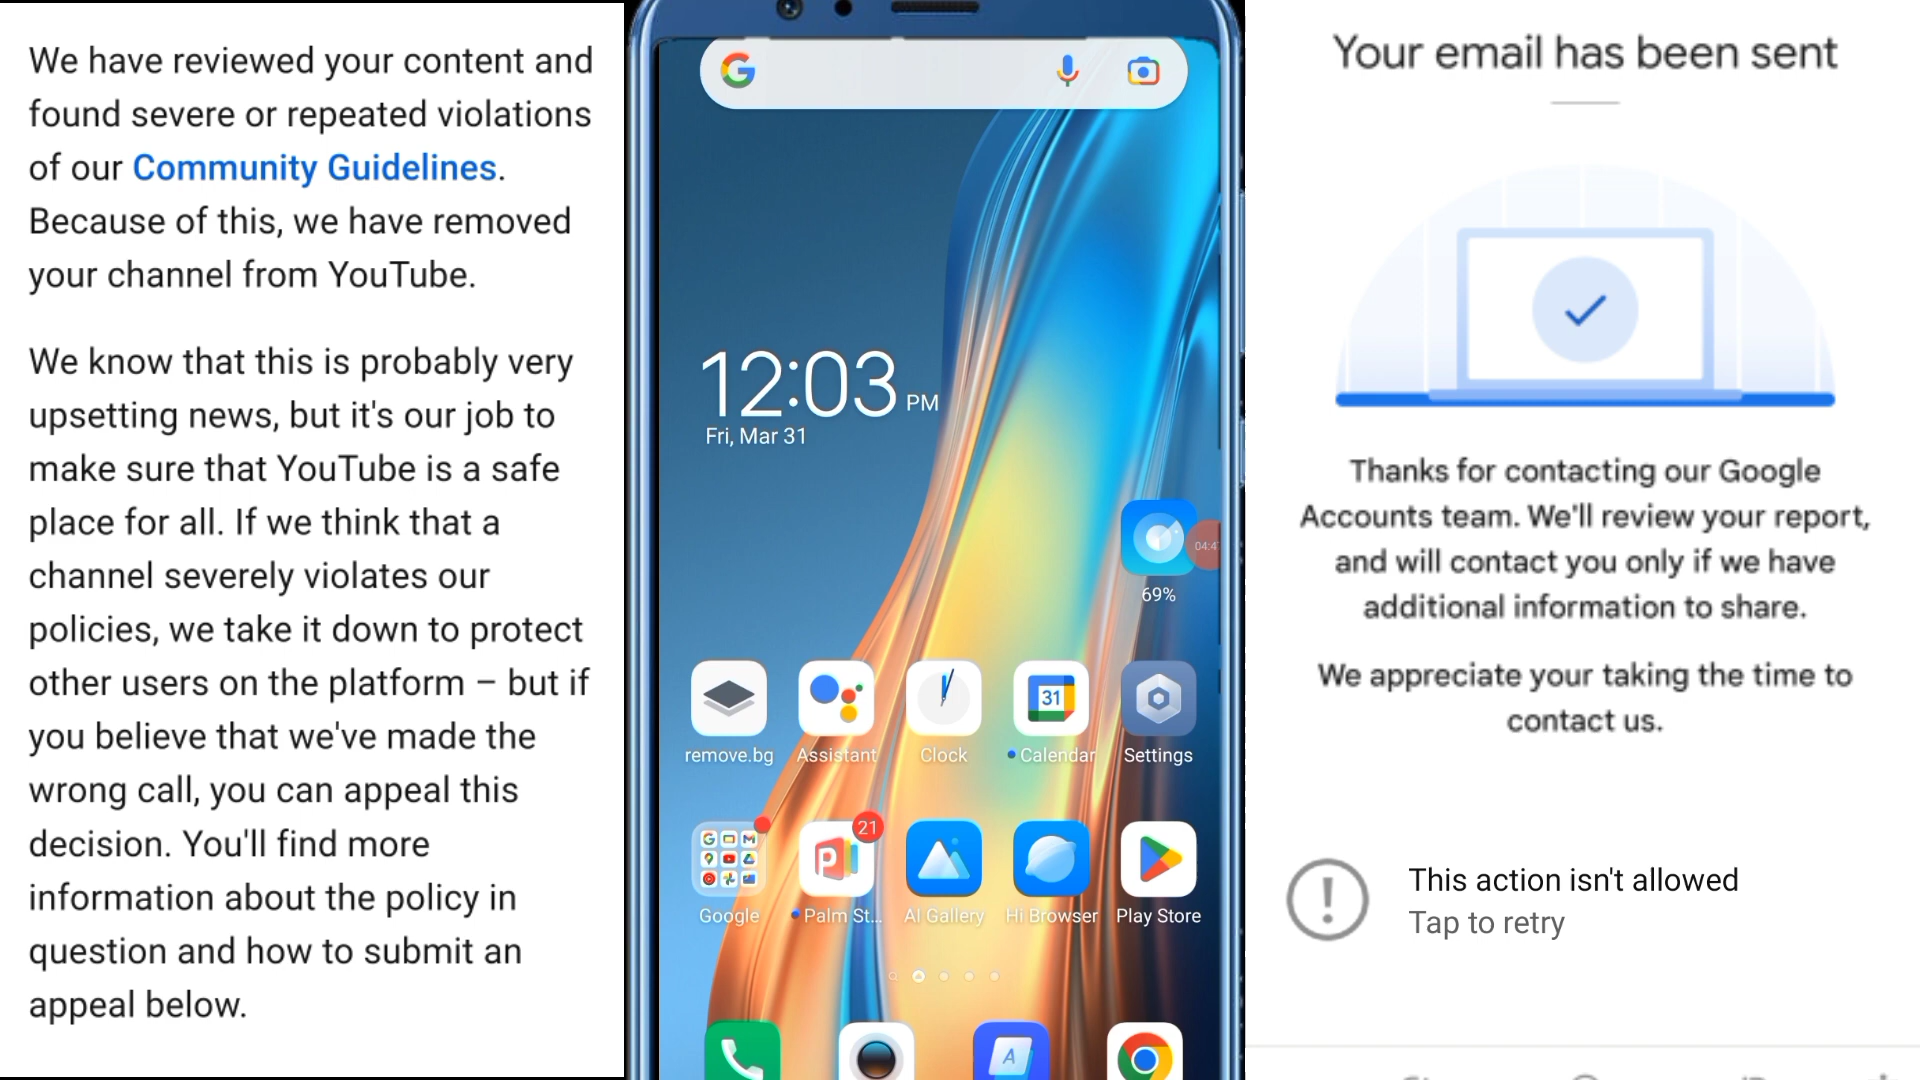 We have reviewed your content and
found severe or repeated violations
of our Community Guidelines.
Because of this, we have removed
your channel from YouTube.
We know that this is probably very
upsetting news, but it's our job to
make sure that YouTube is a safe
place for all. If we think that a
channel severely violates our
policies, we take it down to protect
other users on the platform – but if
you believe that we've made the
wrong call, you can appeal this
decision. You'll find more
information about the policy in
question and how to submit an
appeal below.
12:03 PM
Fri, Mar 31
69%
remove.bg Assistant Clock Calendar Settings
31
21
Google Palm St... AI Gallery Hi Browser Play Store
Your email has been sent
Thanks for contacting our Google
Accounts team. We'll review your report,
and will contact you only if we have
additional information to share.
We appreciate your taking the time to
contact us.
This action isn't allowed
Tap to retry